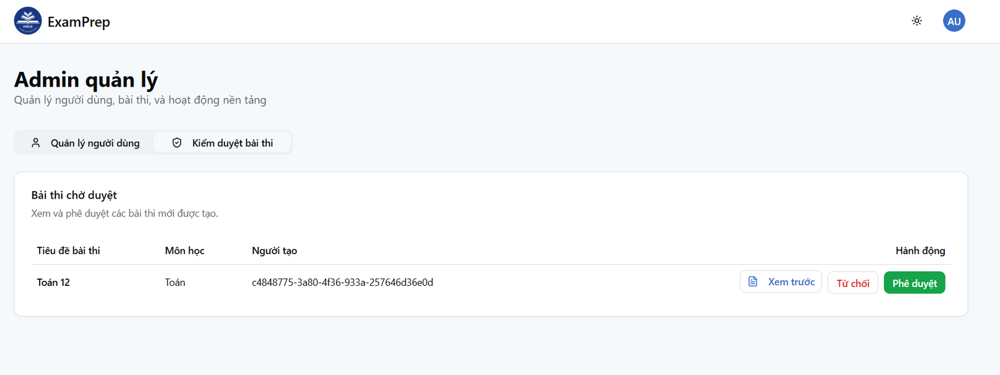 HNUE
ExamPrep
AU
Admin quản lý
Quản lý người dùng, bài thi, và hoạt động nền tảng
Quản lý người dùng
Kiểm duyệt bài thi
Bài thi chờ duyệt
Xem và phê duyệt các bài thi mới được tạo.
Tiêu đề bài thi Môn học Người tạo Hành động
Toán 12 Toán c4848775-3a80-4f36-933a-257646d36e0d Xem trước Từ chối Phê duyệt